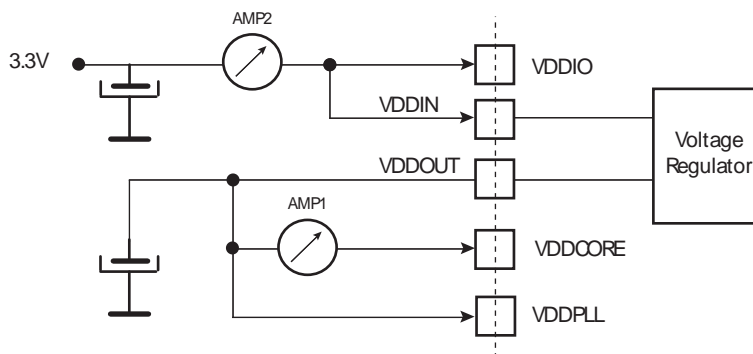 AMP2
3.3V
VDDIO
VDDIN
Voltage
Regulator
VDDOUT
AMP1
VDDCORE
VDDPLL